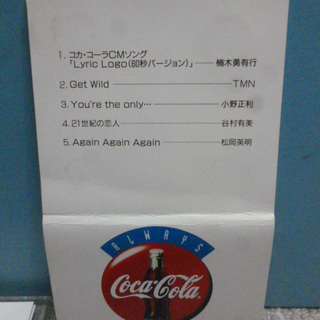 1. コカ・コーラCMソング
「Lyric Logo(60秒バージョン)」——楠木勇有行
2. Get Wild ——TMN
3. You're the only… ——小野正利
4. 21世紀の恋人——谷村有美
5. Again Again Again——松岡英明
ALWAYS
Coca-Cola